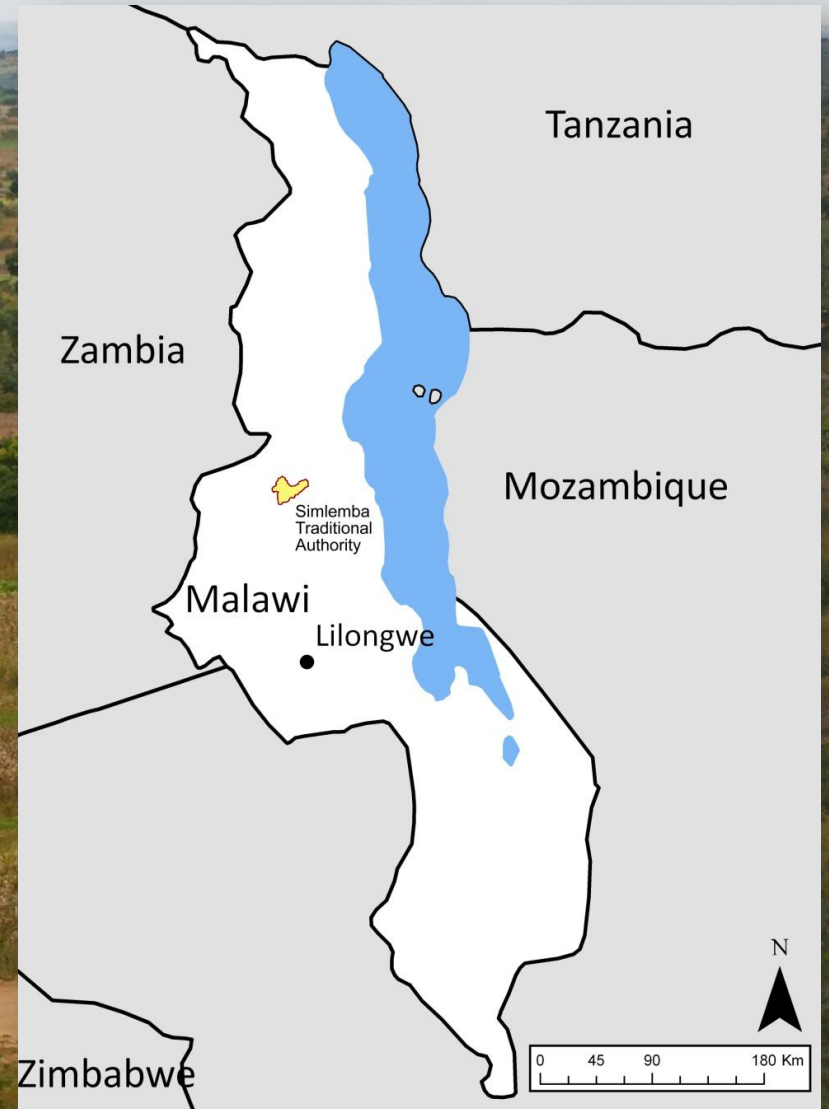 Tanzania
Zambia
Mozambique
Simlemba
Traditional
Authority
Malawi
Lilongwe
N
0 45 90 180 Km
Zimbabwe